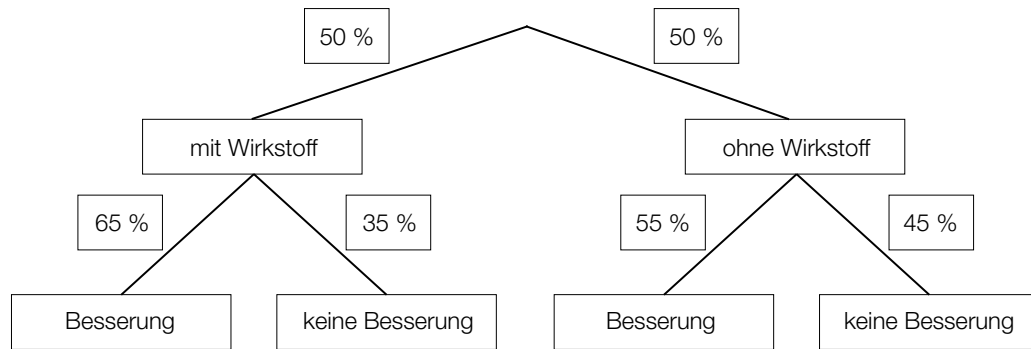 50 %
50 %
mit Wirkstoff
ohne Wirkstoff
65 %
35 %
55 %
45 %
Besserung
keine Besserung
Besserung
keine Besserung